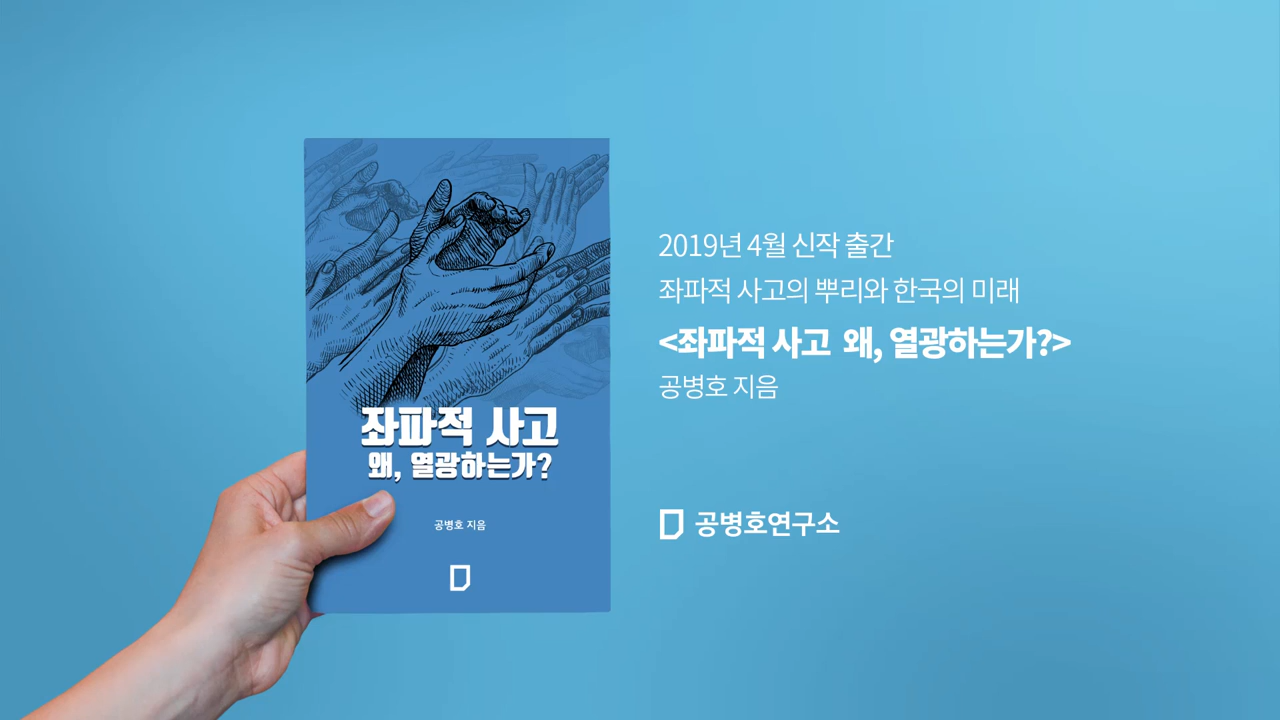 좌파적 사고
왜, 열광하는가?
공병호 지음
2019년 4월 신작 출간
좌파적 사고의 뿌리와 한국의 미래
<좌파적 사고 왜, 열광하는가?>
공병호 지음
공병호연구소